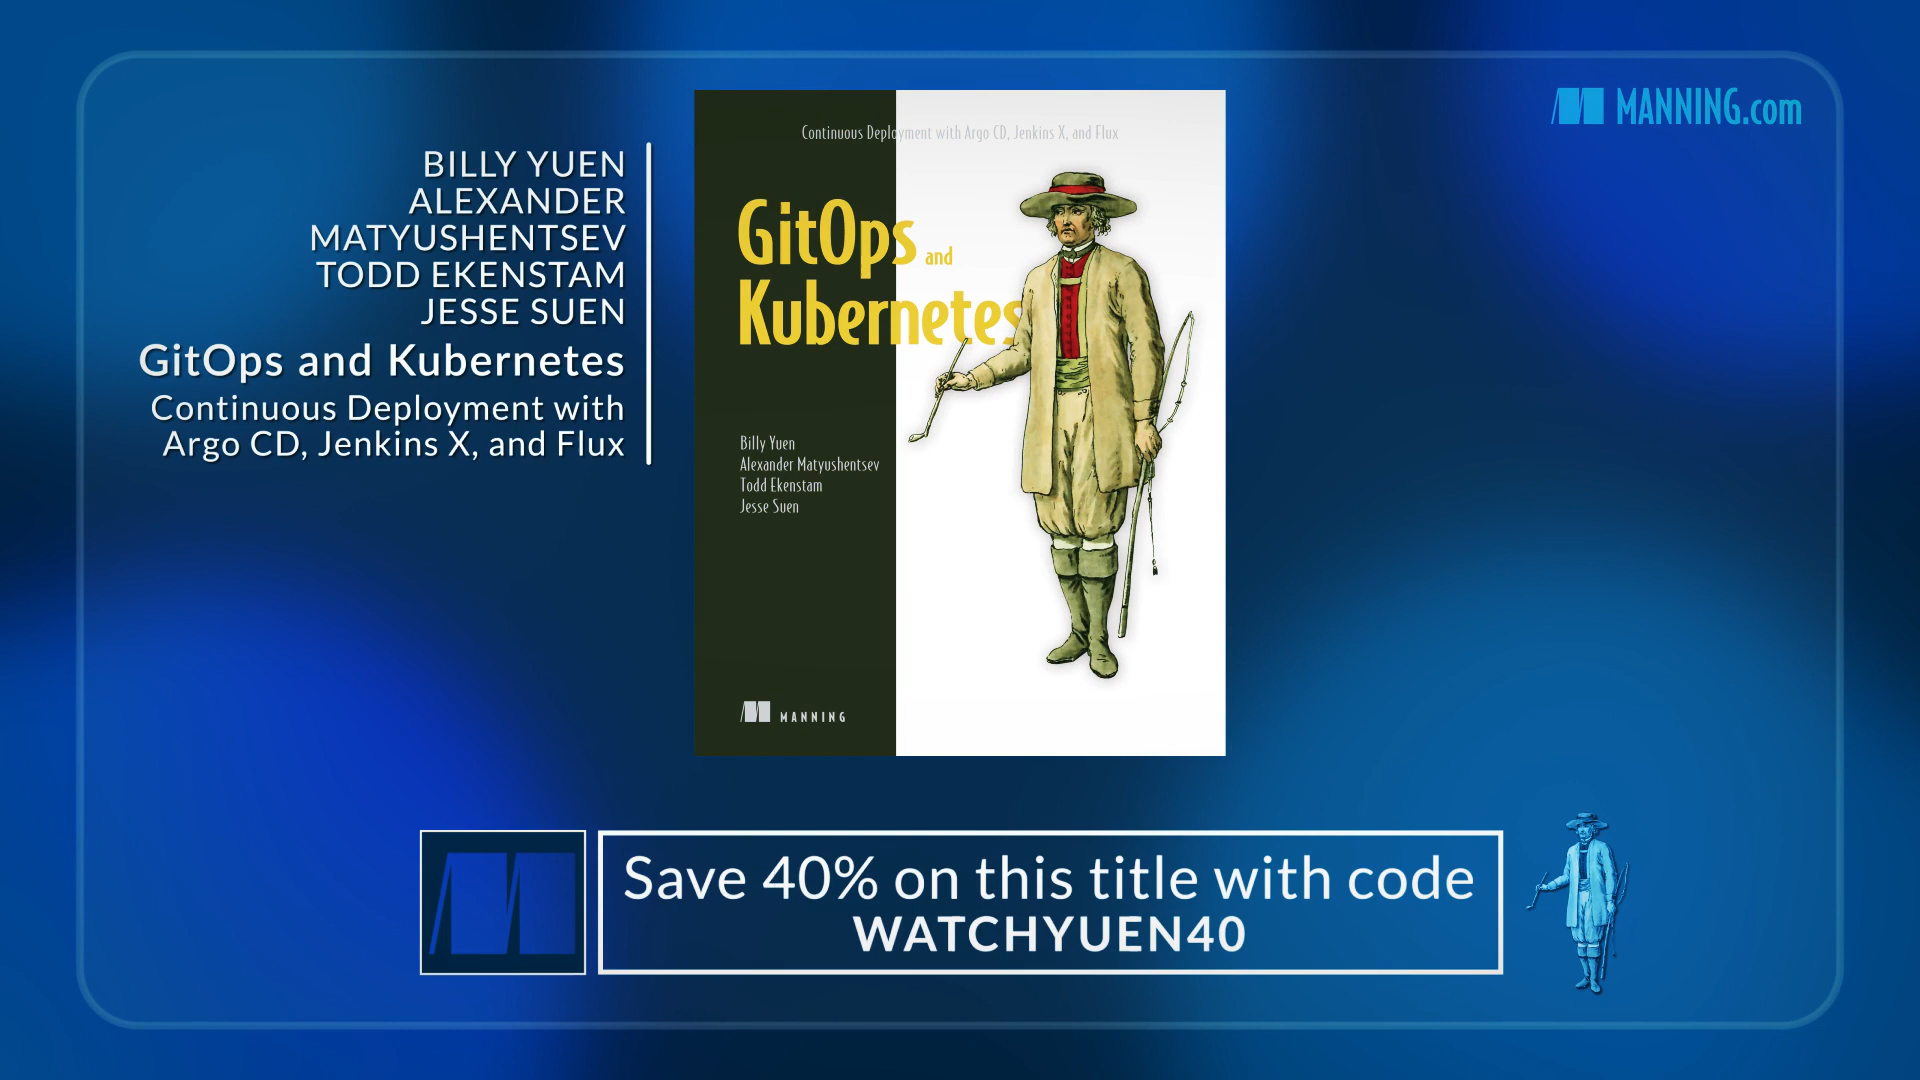 MANNING.com
BILLY YUEN
ALEXANDER
MATYUSHENTSEV
TODD EKENSTAM
JESSE SUEN
GitOps and Kubernetes
Continuous Deployment with
Argo CD, Jenkins X, and Flux
Continuous Deployment with Argo CD, Jenkins X, and Flux
GitOps and
Kubernetes
Billy Yuen
Alexander Matyushentsev
Todd Ekenstam
Jesse Suen
MANNING
Save 40% on this title with code
WATCHYUEN40